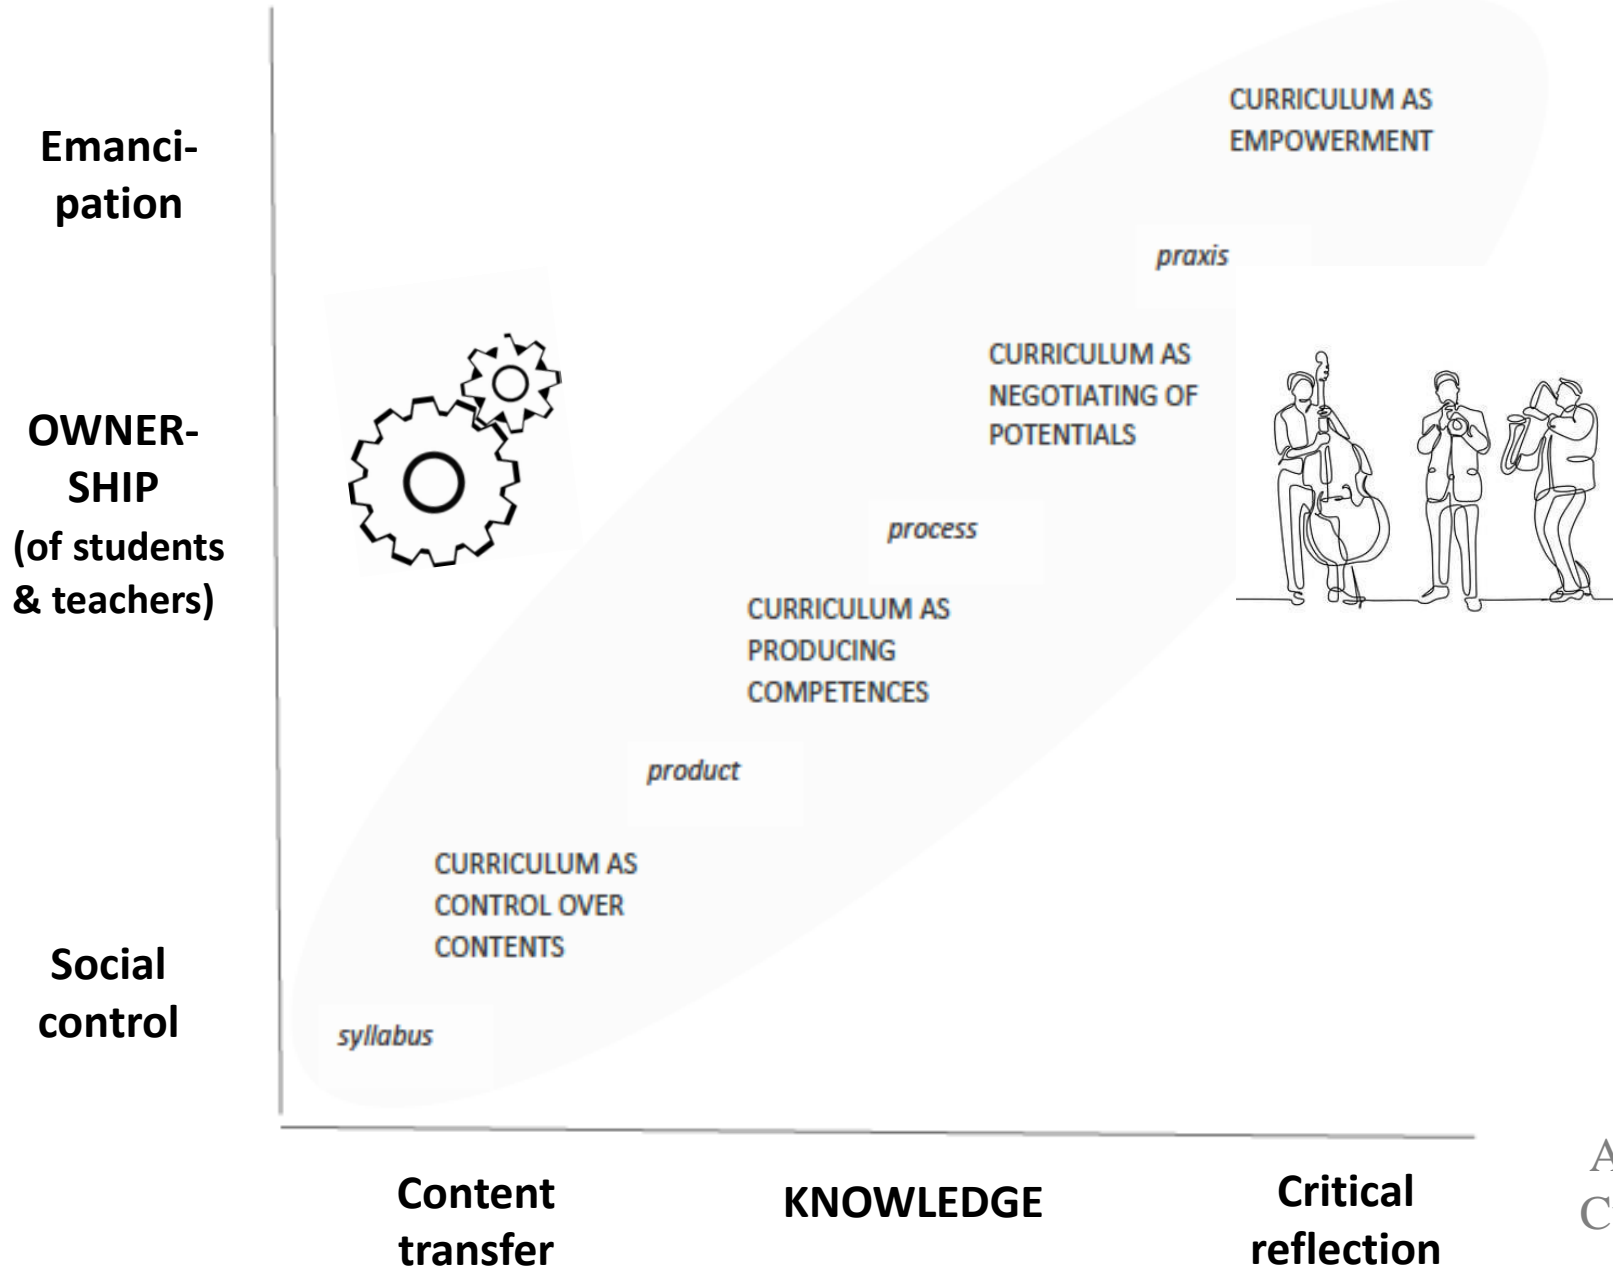 CURRICULUM AS
EMPOWERMENT
Emanci-
pation
praxis
CURRICULUM AS
NEGOTIATING OF
POTENTIALS
OWNER-
SHIP
(of students
& teachers)
process
CURRICULUM AS
PRODUCING
COMPETENCES
product
CURRICULUM AS
CONTROL OVER
CONTENTS
Social
control
syllabus
Content
transfer
KNOWLEDGE
Critical
reflection
A
C